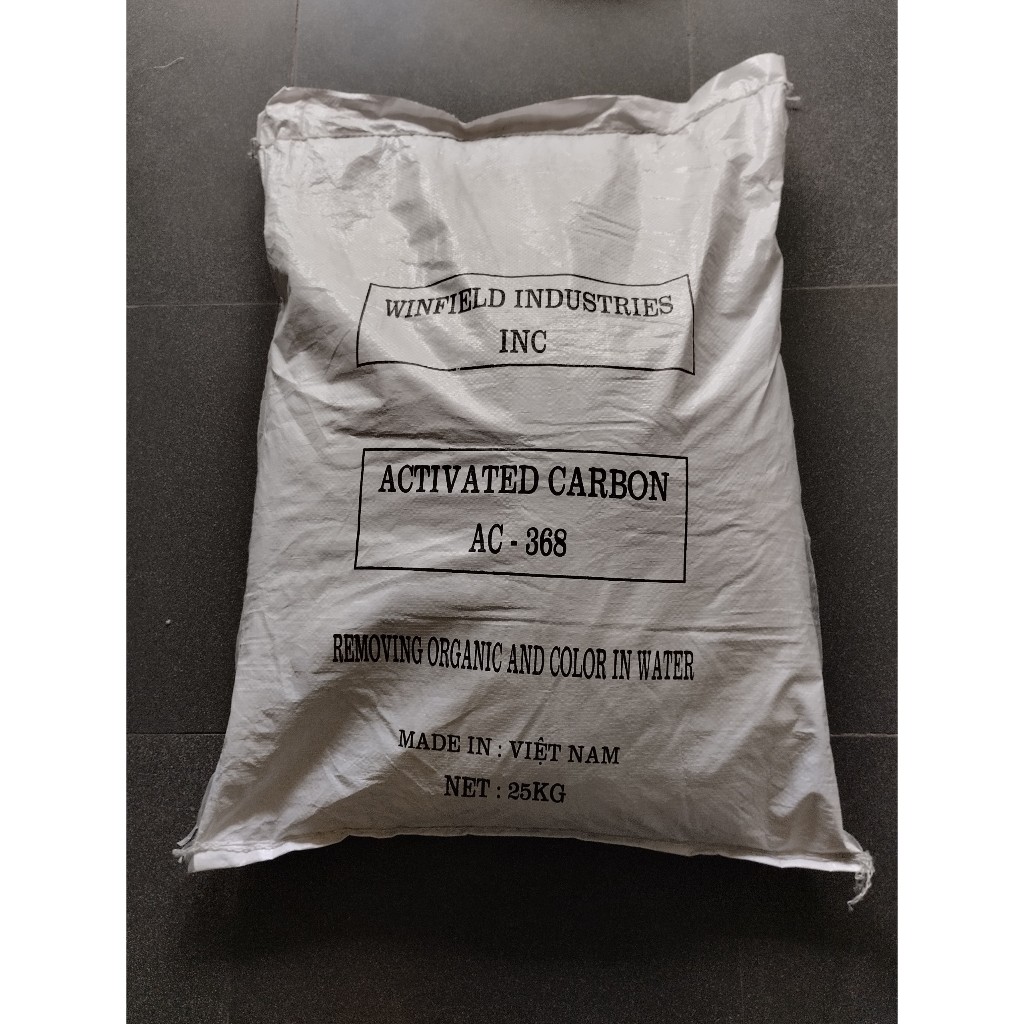 WINFIELD INDUSTRIES
INC
ACTIVATED CARBON
AC - 368
REMOVING ORGANIC AND COLOR IN WATER
MADE IN : VIỆT NAM
NET : 25KG